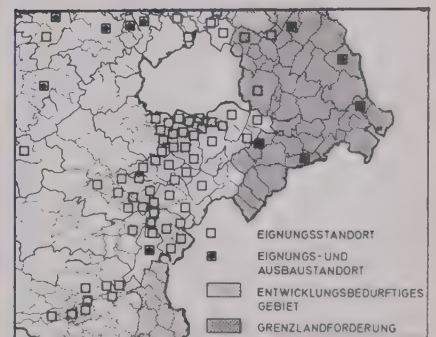 EIGNUNGSSTANDORT
EIGNUNGS- UND
AUSBAUSTANDORT
ENTWICKLUNGSBEDURFTIGES
GEBIET
GRENZLANDFORDERUNG